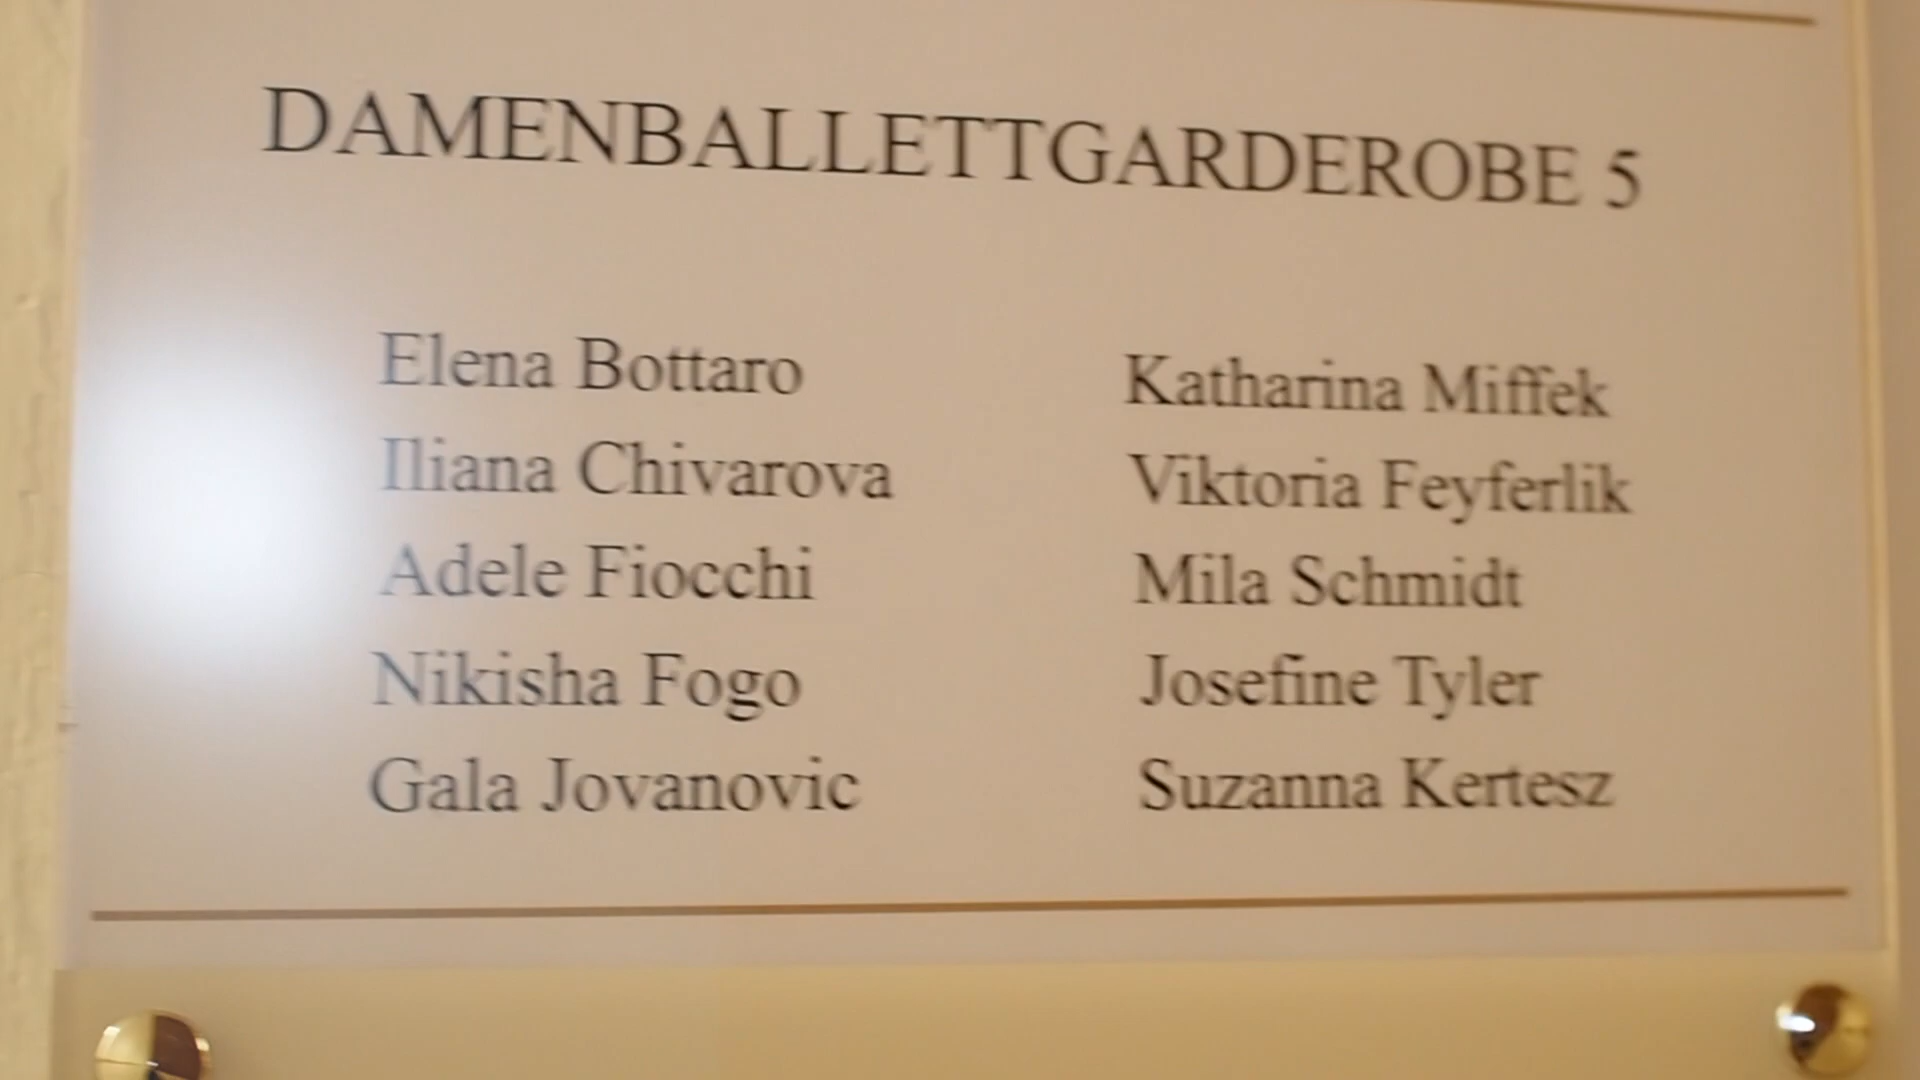 DAMENBALLETTGARDEROBE 5
Elena Bottaro
Iliana Chivarova
Adele Fiocchi
Nikisha Fogo
Gala Jovanovic
Katharina Miffek
Viktoria Feyferlik
Mila Schmidt
Josefine Tyler
Suzanna Kertesz